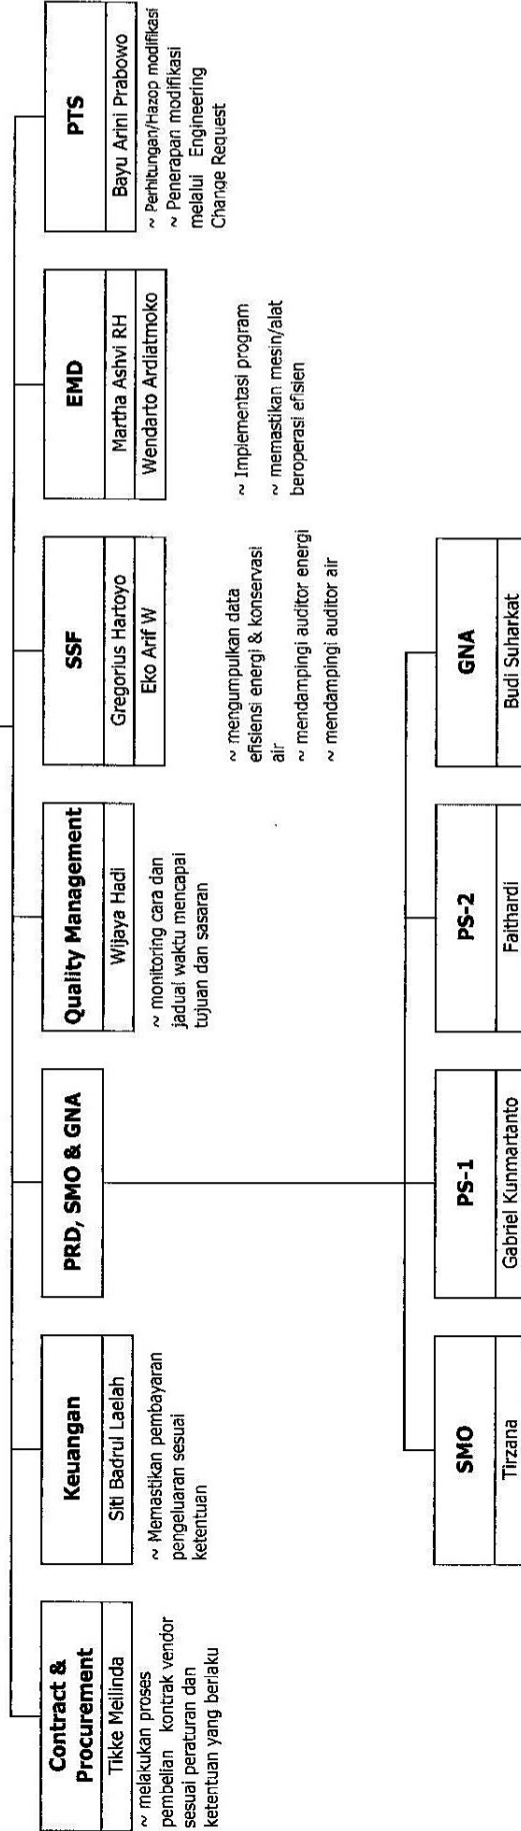 Contract &
Procurement
Tikke Meilinda
~ melakukan proses
pembelian kontrak vendor
sesuai peraturan dan
ketentuan yang berlaku
Keuangan
Siti Badrul Laelah
~ Memastikan pembayaran
pengeluaran sesuai
ketentuan
PRD, SMO & GNA
Quality Management
Wijaya Hadi
~ monitoring cara dan
jadual waktu mencapai
tujuan dan sasaran
SSF
Gregorius Hartoyo
Eko Arif W
~ mengumpulkan data
efisiensi energi & konservasi
air
~ mendampingi auditor energi
~ mendampingi auditor air
EMD
Martha Ashvi RH
Wendarto Ardiatmoko
~ Implementasi program
~ memastikan mesin/alat
beroperasi efisien
PTS
Bayu Arini Prabowo
~ Perhitungan/Hazop modifikasi
~ Penerapan modifikasi
melalui Engineering
Change Request
SMO
Tirzana
PS-1
Gabriel Kunmartanto
PS-2
Faithardi
GNA
Budi Suharkat